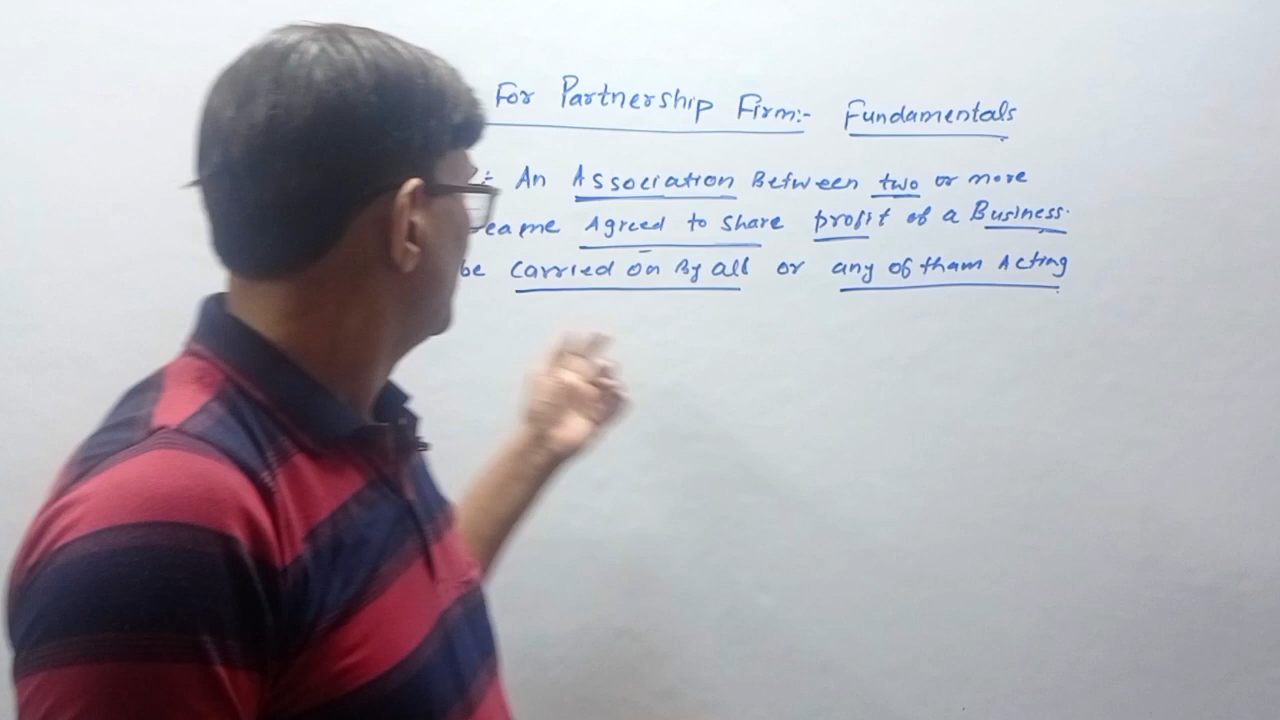 For Partnership Firm:- Fundamentals
An Association Between two or more
eame Agreed to share profit of a Business.
be carried on By all or any of tham Acting